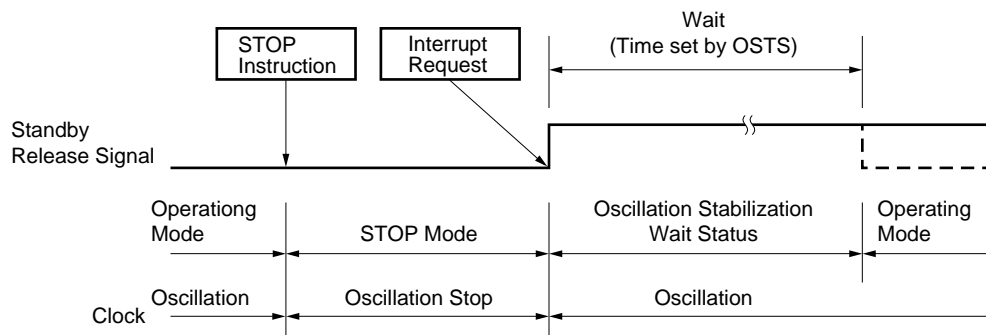 Wait
(Time set by OSTS)
STOP
Instruction
Interrupt
Request
Standby
Release Signal
Operationg
Mode
STOP Mode
Oscillation Stabilization
Wait Status
Operating
Mode
Clock
Oscillation
Oscillation Stop
Oscillation